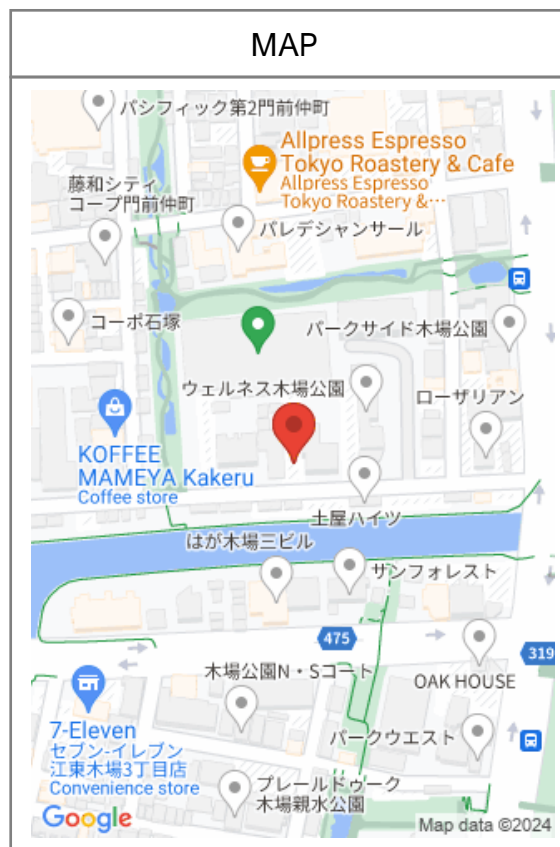 MAP
パシフィック第2門前仲町
Allpress Espresso
Tokyo Roastery & Cafe
Allpress Espresso
Tokyo Roastery &…
藤和シティ
コープ門前仲町
パレデシャンサール
コーポ石塚
パークサイド木場公園
ウェルネス木場公園
ローザリアン
KOFFEE
MAMEYA Kakeru
Coffee store
土屋ハイツ
はが木場三ビル
サンフォレスト
475
319
木場公園N・Sコート
OAK HOUSE
7-Eleven
セブン-イレブン
江東木場3丁目店
Convenience store
パークウエスト
プレールドゥーク
木場親水公園
Google
Map data ©2024